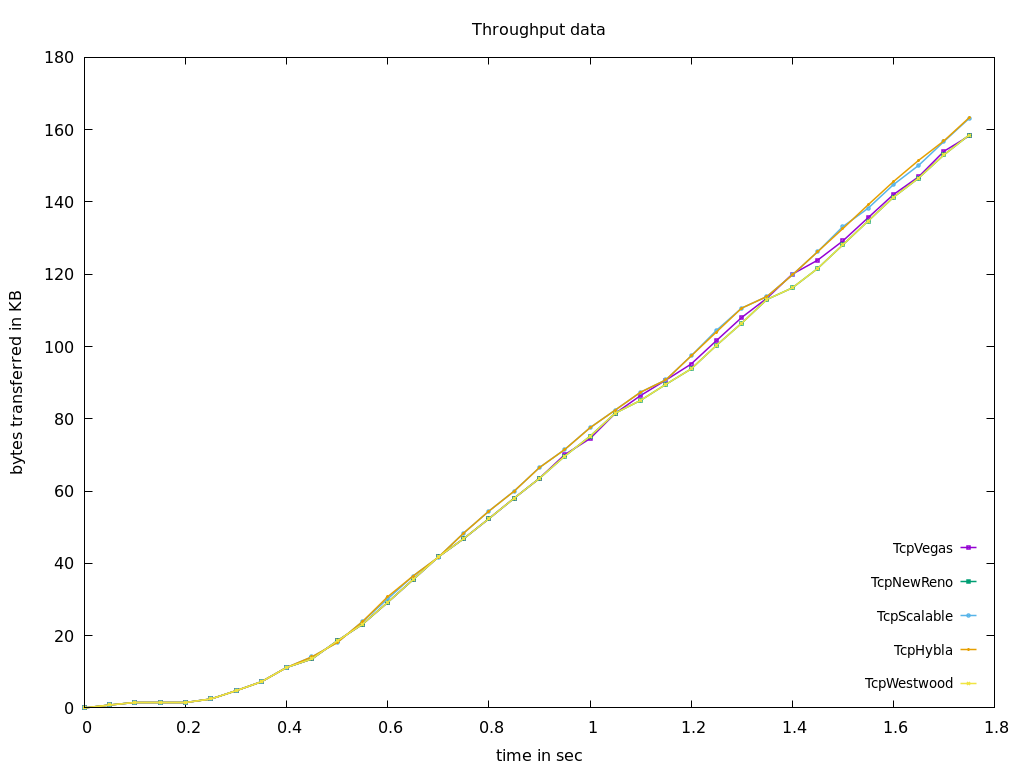 Throughput data
180
160
140
120
100
80
60
40
20
0
bytes transferred in KB
TcpVegas
TcpNewReno
TcpScalable
TcpHybla
TcpWestwood
0 0.2 0.4 0.6 0.8 1 1.2 1.4 1.6 1.8
time in sec